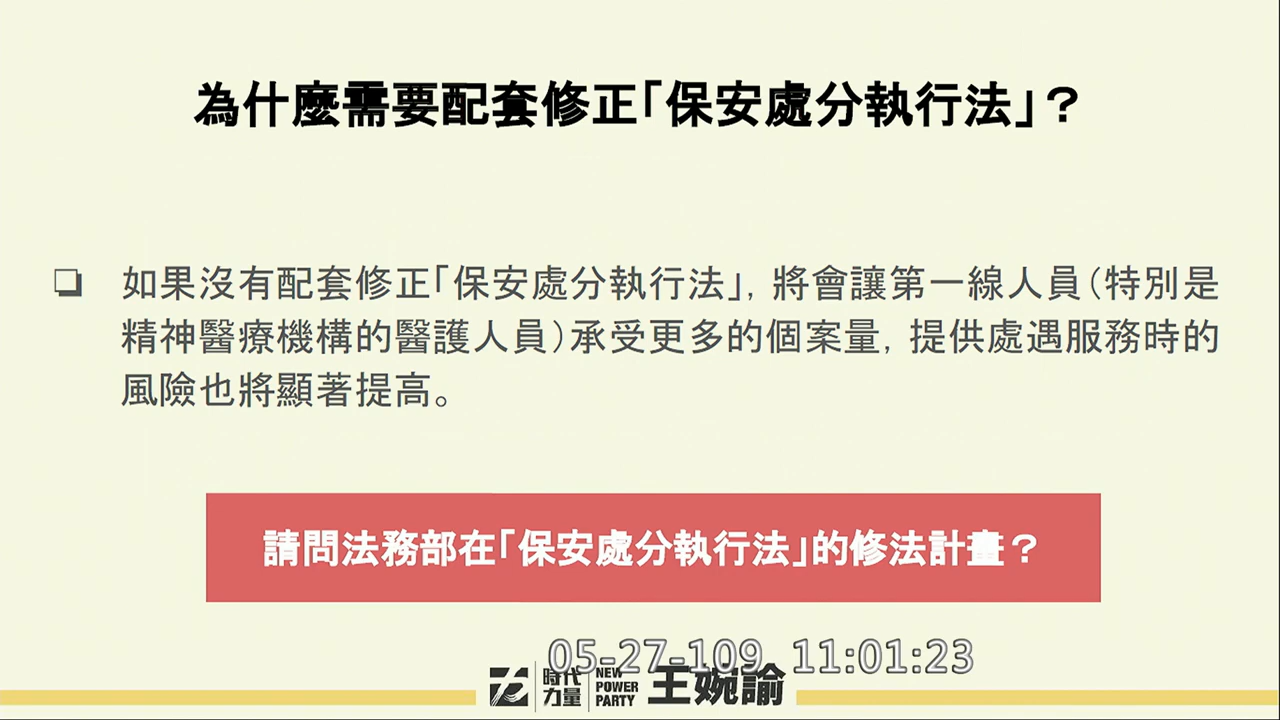 為什麼需要配套修正「保安處分執行法」？
如果沒有配套修正「保安處分執行法」，將會讓第一線人員（特別是
精神醫療機構的醫護人員）承受更多的個案量，提供處遇服務時的
風險也將顯著提高。
請問法務部在「保安處分執行法」的修法計畫？
05-27-109 11:01:23
時代
力量
NEW
POWER
PARTY
王婉諭